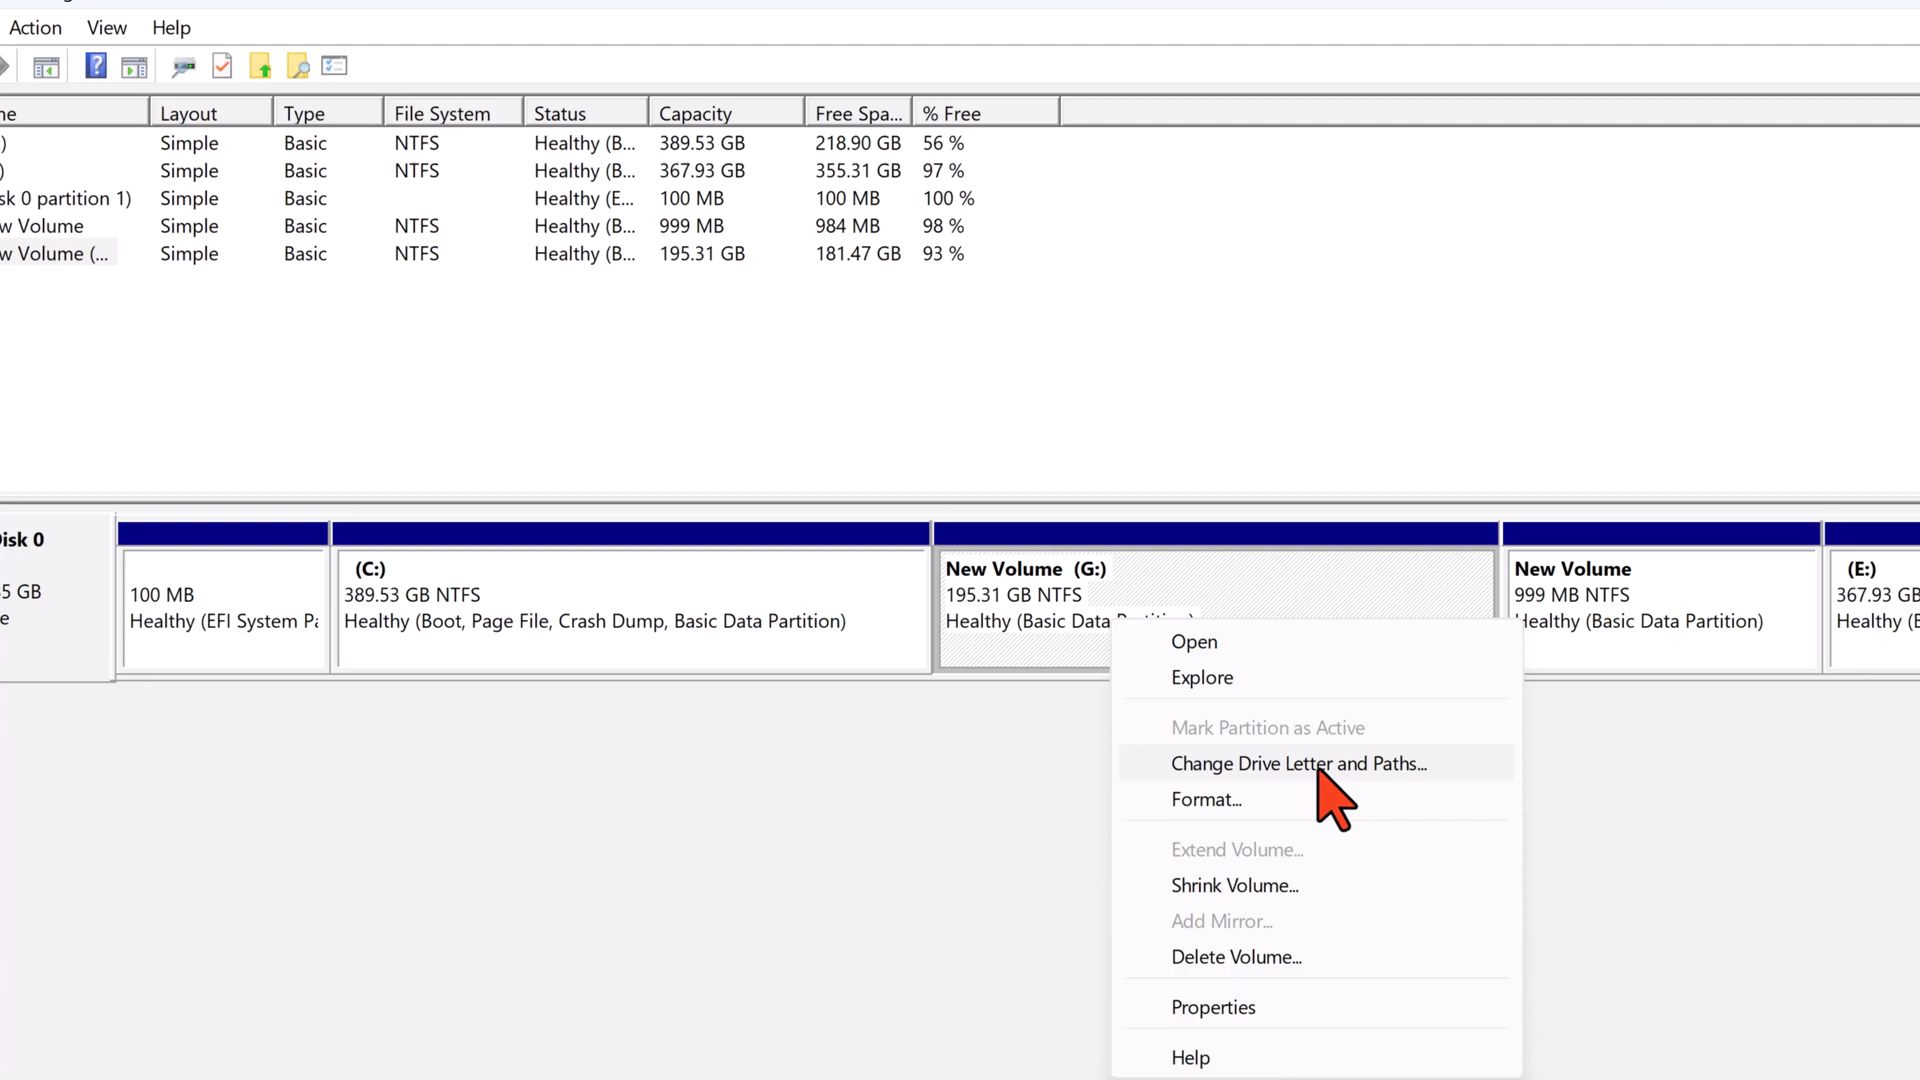 Action View Help
me Layout Type File System Status Capacity Free Spa... % Free
) Simple Basic NTFS Healthy (B... 389.53 GB 218.90 GB 56 %
) Simple Basic NTFS Healthy (B... 367.93 GB 355.31 GB 97 %
sk 0 partition 1) Simple Basic Healthy (E... 100 MB 100 MB 100 %
w Volume Simple Basic NTFS Healthy (B... 999 MB 984 MB 98 %
w Volume (... Simple Basic NTFS Healthy (B... 195.31 GB 181.47 GB 93 %
isk 0
5 GB
e
100 MB
Healthy (EFI System Pa
(C:)
389.53 GB NTFS
Healthy (Boot, Page File, Crash Dump, Basic Data Partition)
New Volume (G:)
195.31 GB NTFS
Healthy (Basic Data Partition)
New Volume
999 MB NTFS
Healthy (Basic Data Partition)
(E:)
367.93 GB
Healthy (B
Open
Explore
Mark Partition as Active
Change Drive Letter and Paths...
Format...
Extend Volume...
Shrink Volume...
Add Mirror...
Delete Volume...
Properties
Help